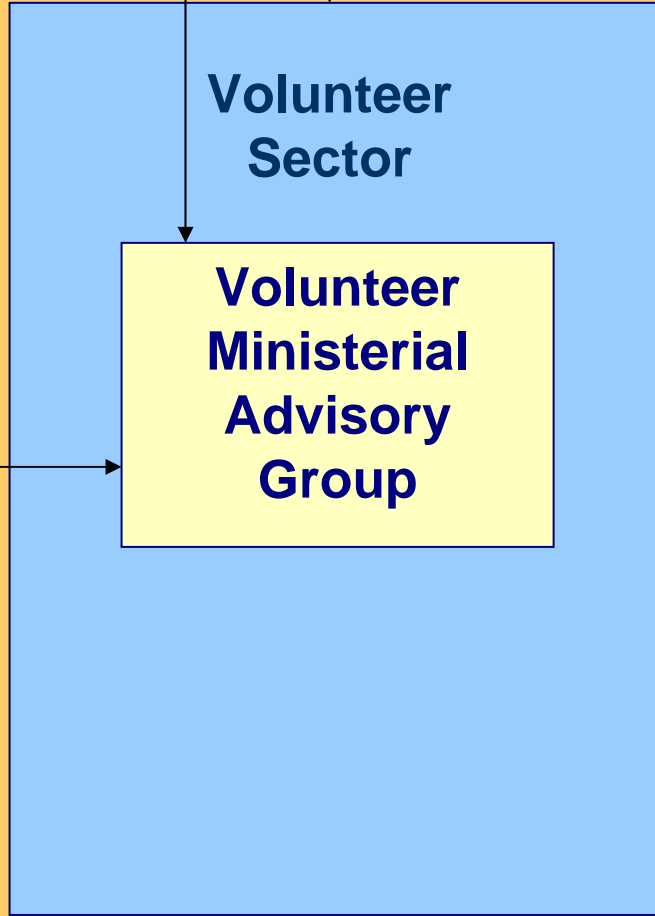 Volunteer
Sector
Volunteer
Ministerial
Advisory
Group